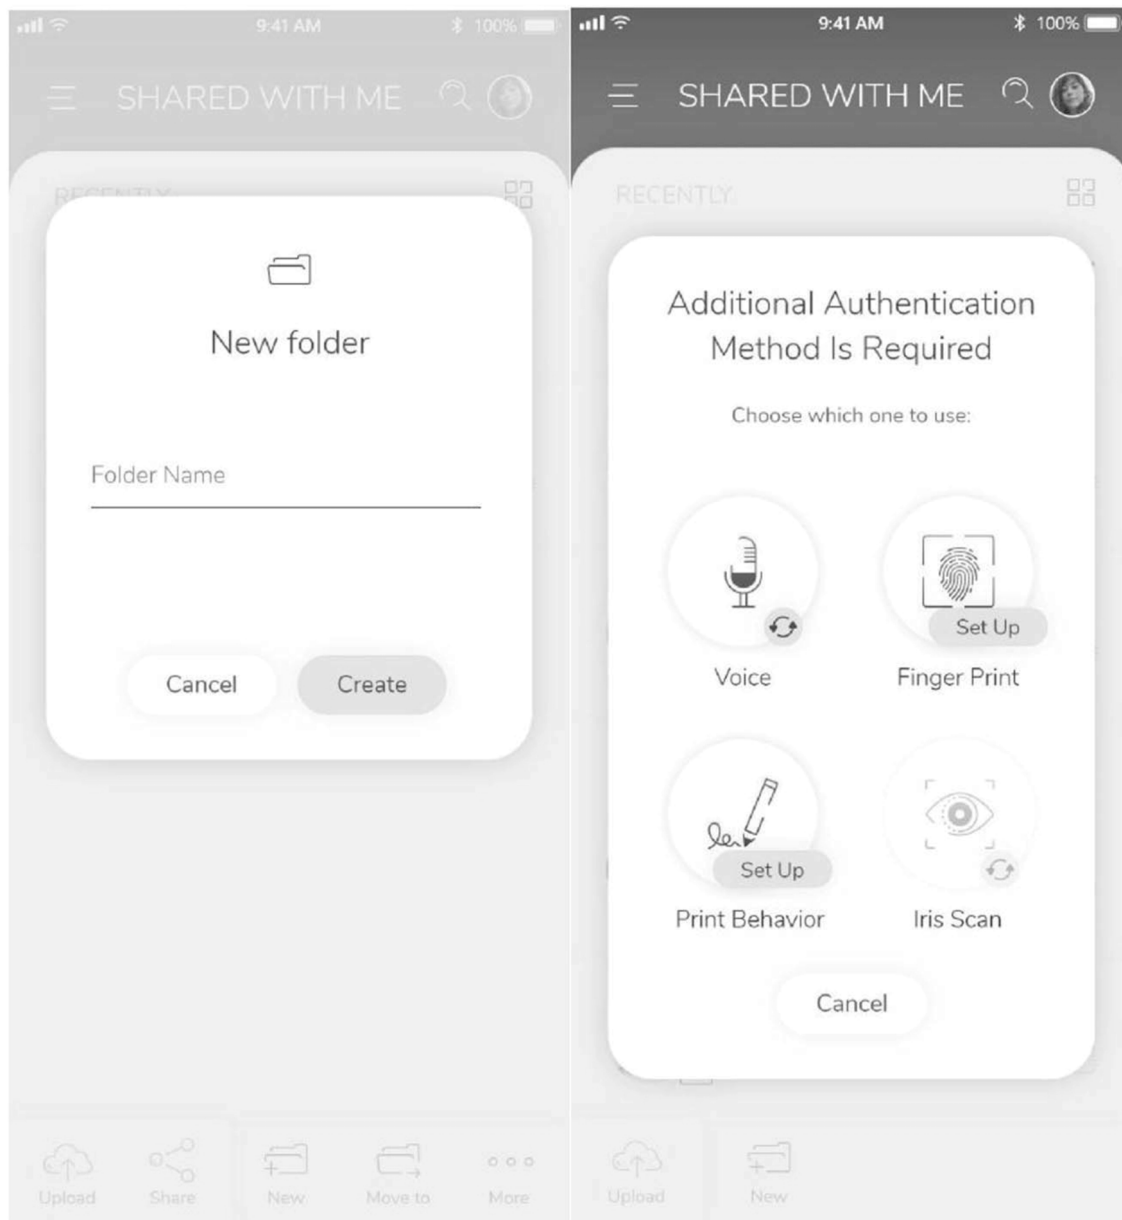 9:41 AM
100%
SHARED WITH ME
RECENTLY
New folder
Folder Name
Cancel
Create
Upload
Share
New
Move to
More
9:41 AM
100%
SHARED WITH ME
RECENTLY
Additional Authentication
Method Is Required
Choose which one to use:
Set Up
Voice
Finger Print
Set Up
Print Behavior
Iris Scan
Cancel
Upload
New